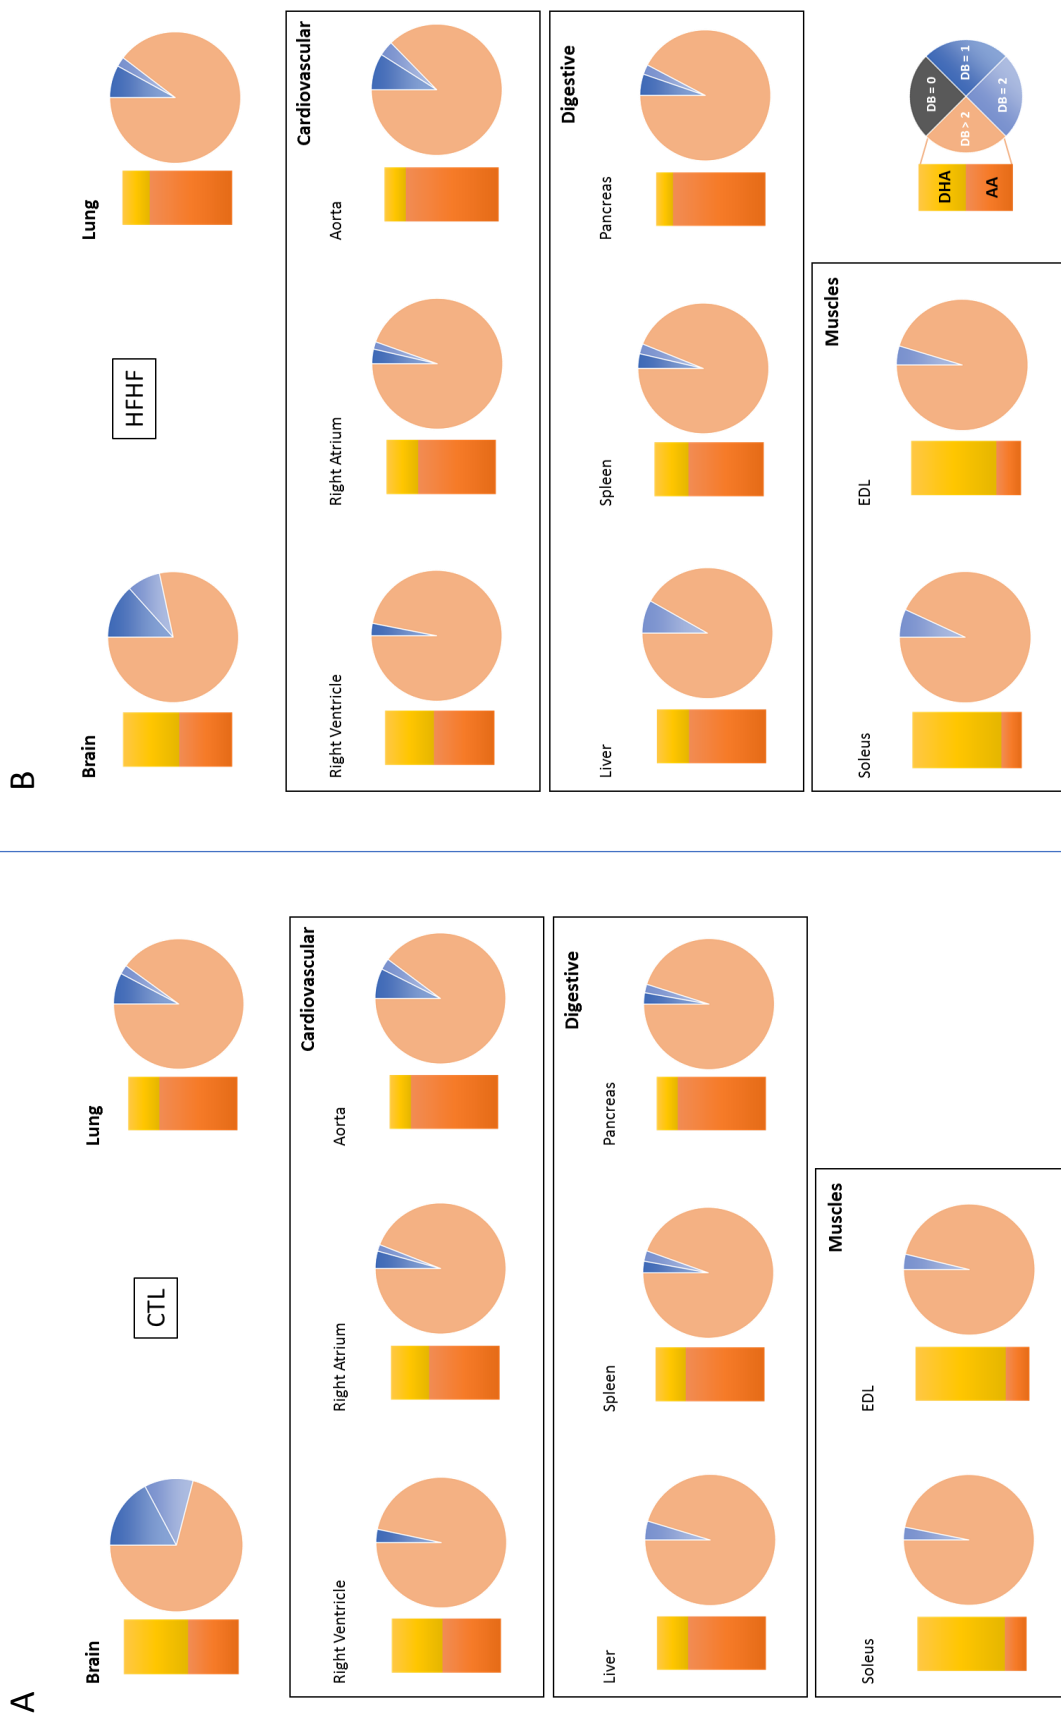 A
CTL
Brain
Lung
Cardiovascular
Right Ventricle
Right Atrium
Aorta
Digestive
Liver
Spleen
Pancreas
Muscles
Soleus
EDL
B
HFHF
Brain
Lung
Cardiovascular
Right Ventricle
Right Atrium
Aorta
Digestive
Liver
Spleen
Pancreas
Muscles
Soleus
EDL
DHA
AA
DB = 0
DB > 2
DB = 1
DB = 2